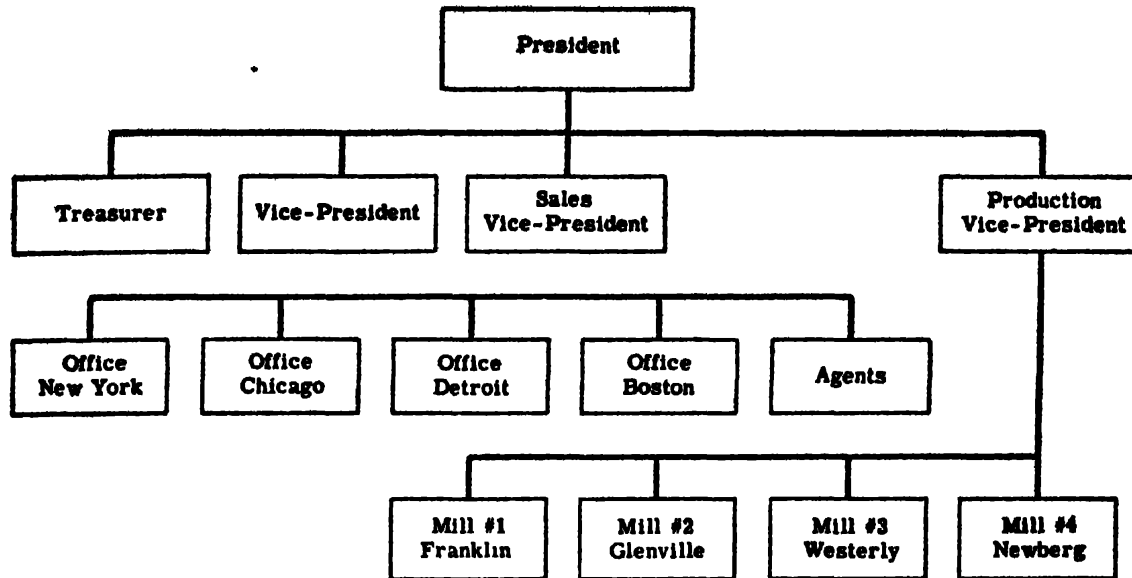 President
Treasurer
Vice-President
Sales
Vice-President
Production
Vice-President
Office
New York
Office
Chicago
Office
Detroit
Office
Boston
Agents
Mill #1
Franklin
Mill #2
Glenville
Mill #3
Westerly
Mill #4
Newberg